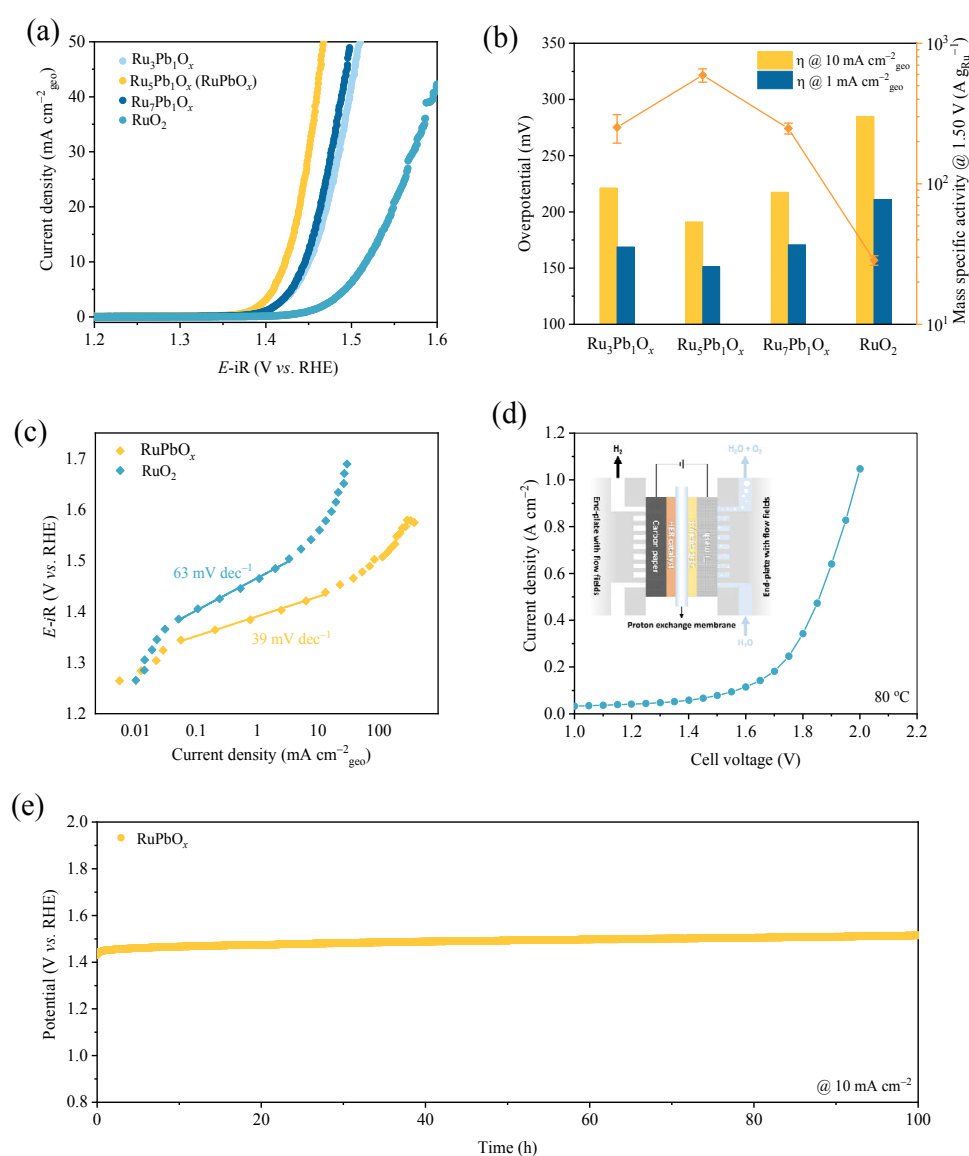 (a)
50
40
30
20
10
0
Current density (mA cm⁻²geo)
Ru₃Pb₁Oₓ
Ru₅Pb₁Oₓ (RuPbOₓ)
Ru₇Pb₁Oₓ
RuO₂
1.2 1.3 1.4 1.5 1.6
E-iR (V vs. RHE)
(b)
350
300
250
200
150
100
Overpotential (mV)
η @ 10 mA cm⁻²geo
η @ 1 mA cm⁻²geo
10³
10²
10¹
Mass specific activity @ 1.50 V (A gRu⁻¹)
Ru₃Pb₁Oₓ Ru₅Pb₁Oₓ Ru₇Pb₁Oₓ RuO₂
(c)
RuPbOₓ
RuO₂
1.7
1.6
1.5
1.4
1.3
1.2
E-iR (V vs. RHE)
63 mV dec⁻¹
39 mV dec⁻¹
0.01 0.1 1 10 100
Current density (mA cm⁻²geo)
(d)
1.2
1.0
0.8
0.6
0.4
0.2
0.0
Current density (A cm⁻²)
H₂
H₂O + O₂
End-plate with flow fields
Carbon paper
HER catalyst
End-plate with flow fields
Proton exchange membrane
H₂O
80 °C
1.0 1.2 1.4 1.6 1.8 2.0 2.2
Cell voltage (V)
(e)
RuPbOₓ
2.0
1.8
1.6
1.4
1.2
1.0
0.8
Potential (V vs. RHE)
@ 10 mA cm⁻²
0 20 40 60 80 100
Time (h)